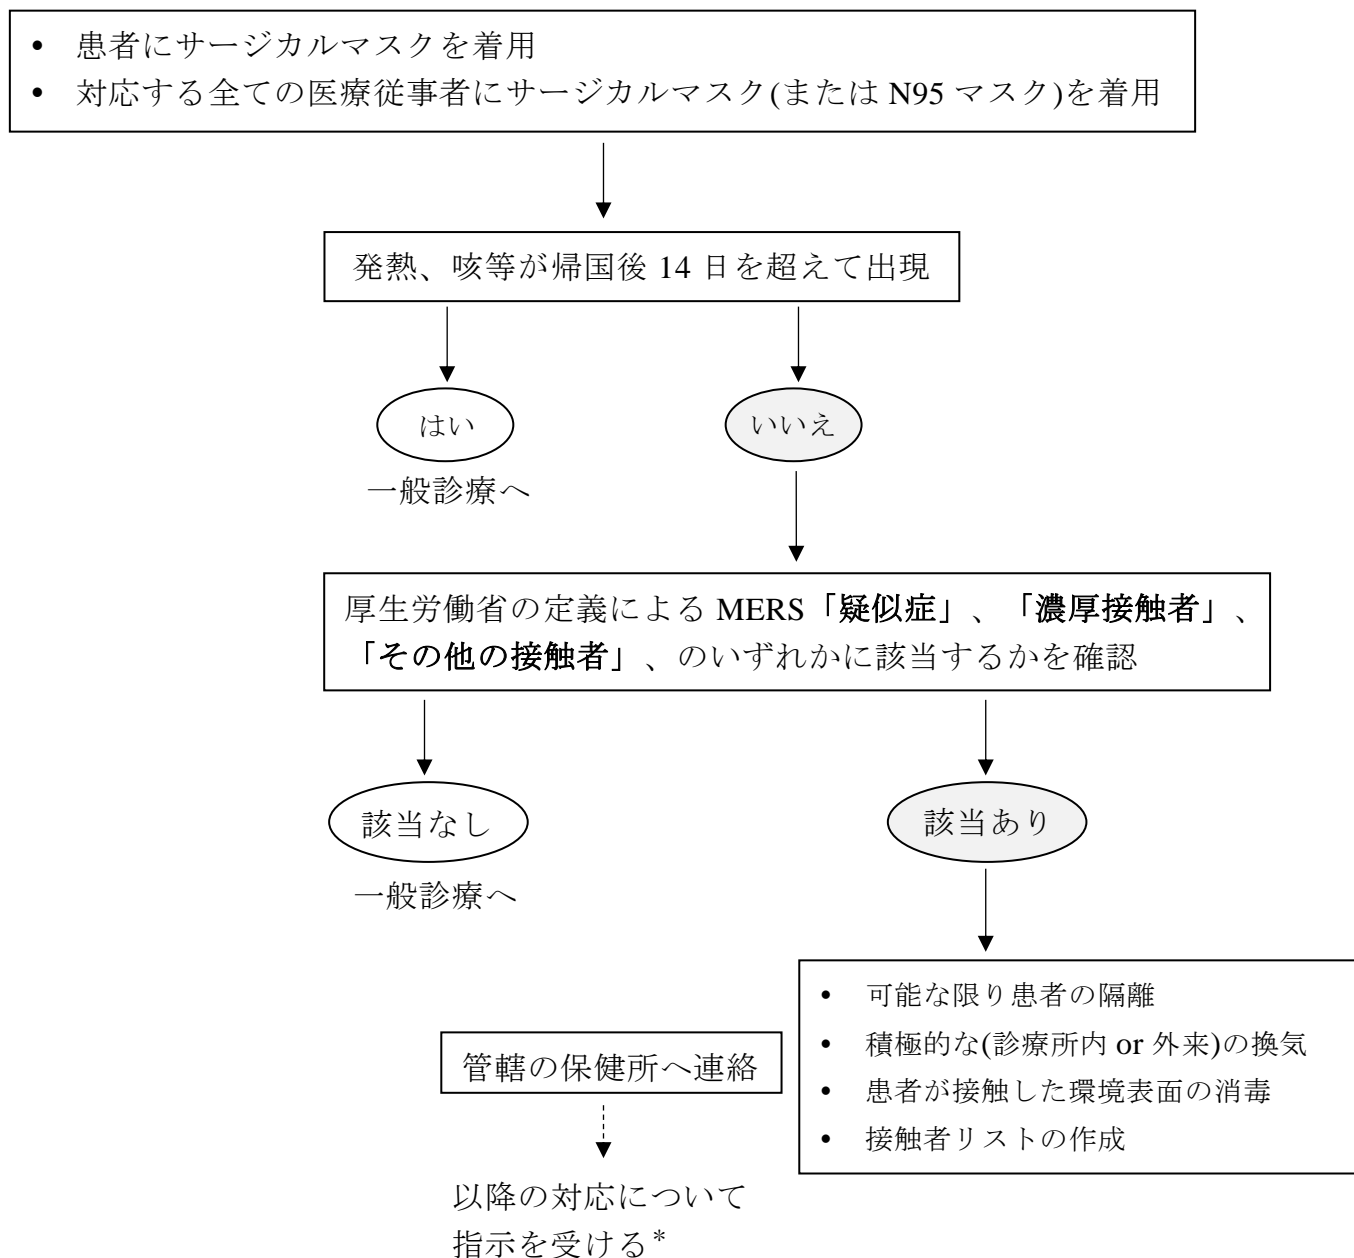 • 患者にサージカルマスクを着用
• 対応する全ての医療従事者にサージカルマスク(または N95 マスク)を着用
発熱、咳等が帰国後 14 日を超えて出現
はい
いいえ
一般診療へ
厚生労働省の定義による MERS「疑似症」、「濃厚接触者」、
「その他の接触者」、のいずれかに該当するかを確認
該当なし
該当あり
一般診療へ
• 可能な限り患者の隔離
• 積極的な(診療所内 or 外来)の換気
• 患者が接触した環境表面の消毒
• 接触者リストの作成
管轄の保健所へ連絡
以降の対応について
指示を受ける*